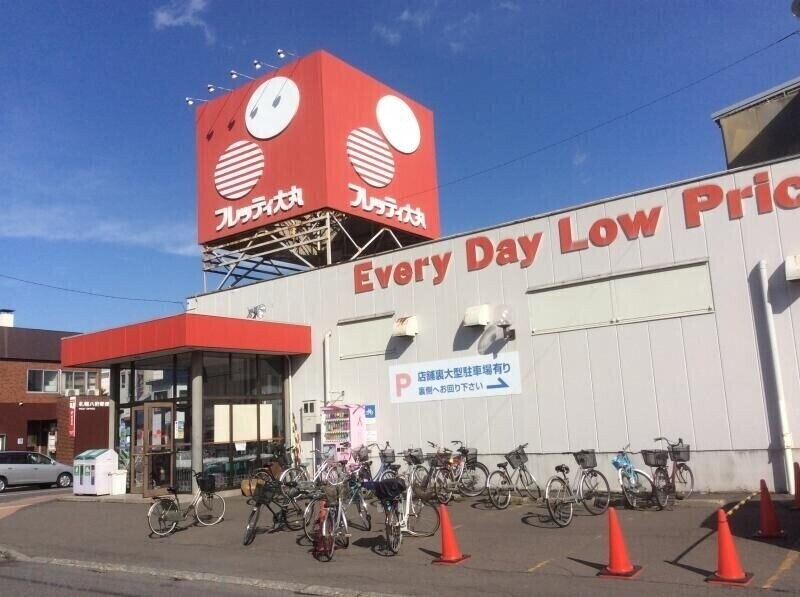 フレッティ大丸
フレッティ大丸
Every Day Low Price
P 店舗裏大型駐車場有り
裏側へお回り下さい